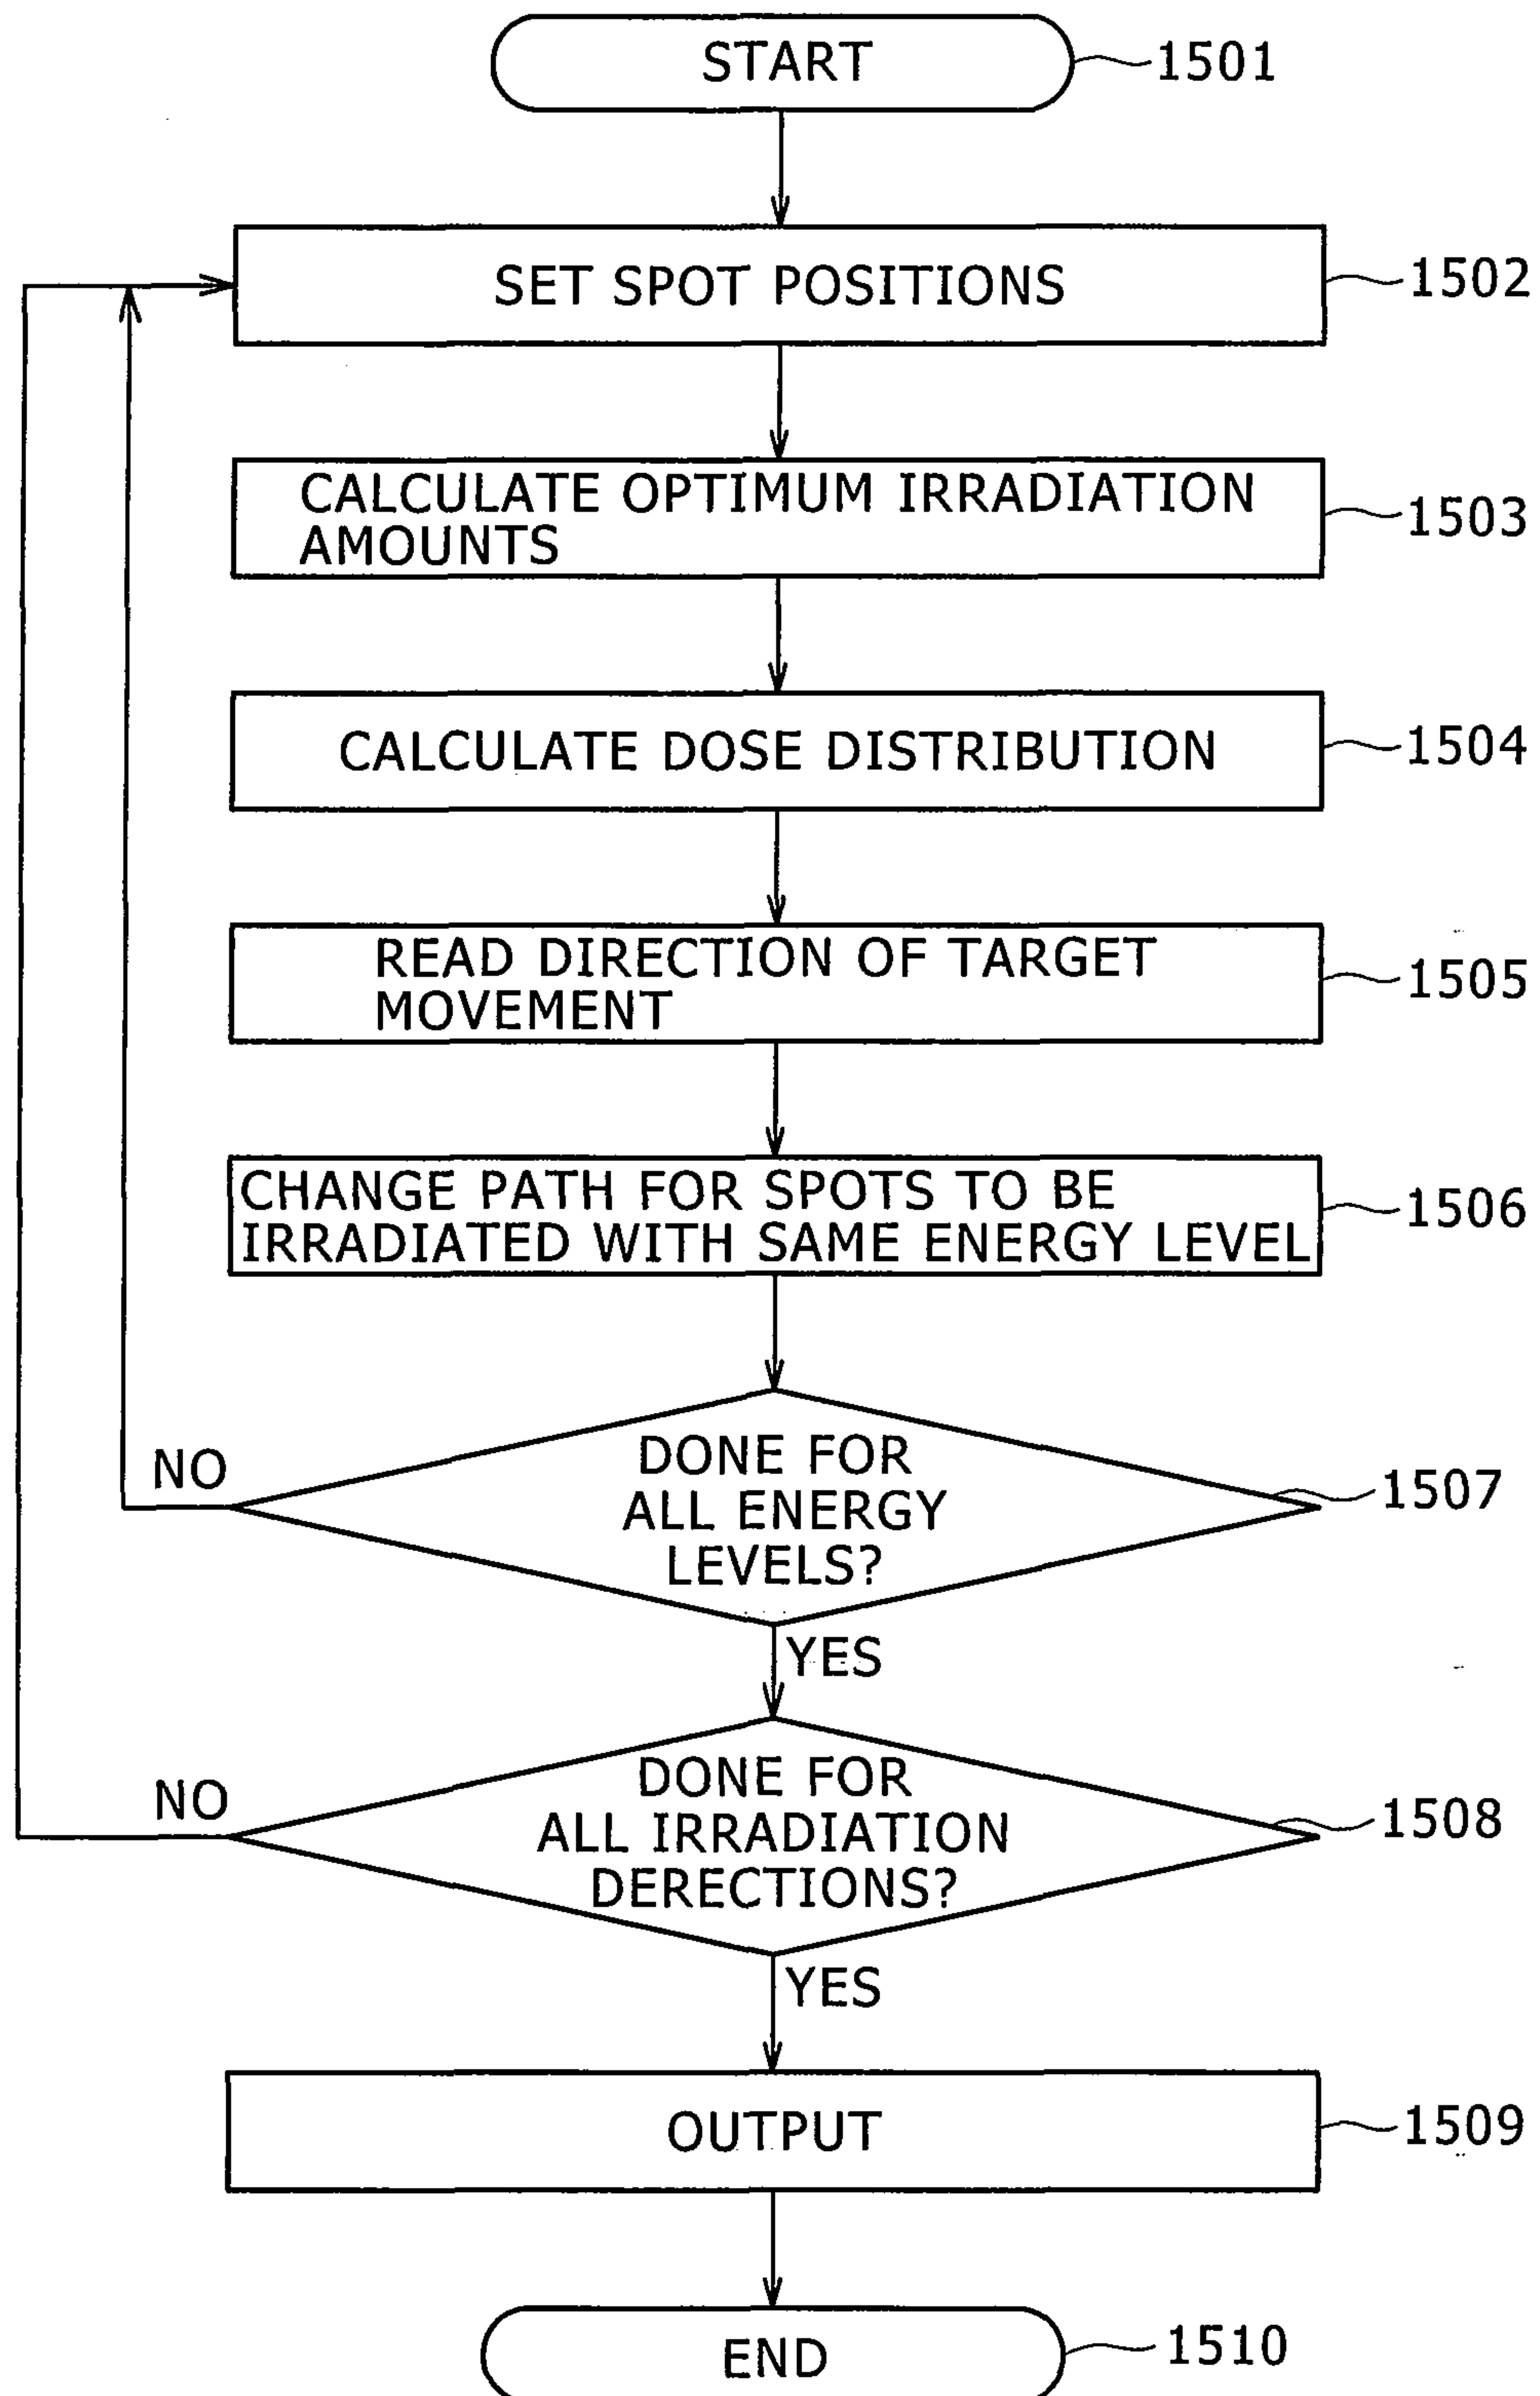 START
1501
SET SPOT POSITIONS
1502
CALCULATE OPTIMUM IRRADIATION
AMOUNTS
1503
CALCULATE DOSE DISTRIBUTION
1504
READ DIRECTION OF TARGET
MOVEMENT
1505
CHANGE PATH FOR SPOTS TO BE
IRRADIATED WITH SAME ENERGY LEVEL
1506
DONE FOR
ALL ENERGY
LEVELS?
1507
NO
YES
DONE FOR
ALL IRRADIATION
DERECTIONS?
1508
NO
YES
OUTPUT
1509
END
1510